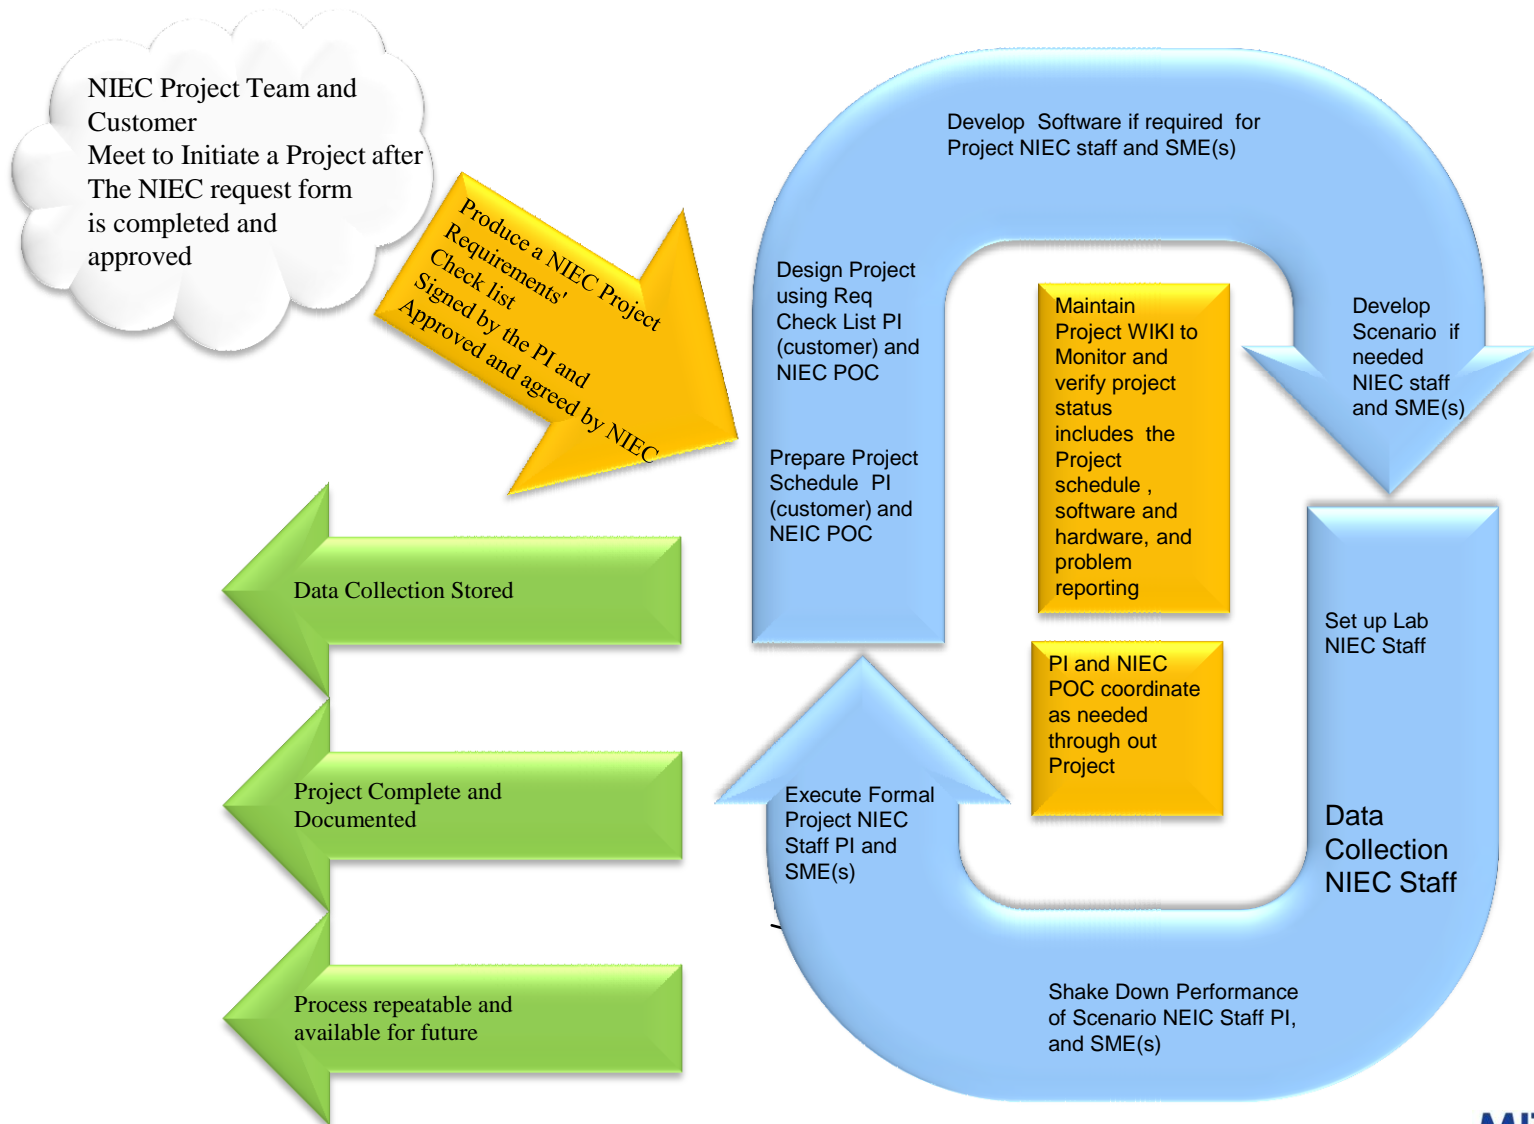 NIEC Project Team and
Customer
Meet to Initiate a Project after
The NIEC request form
is completed and
approved
Produce a NIEC Project
Requirements'
Check list
Signed by the PI and
Approved and agreed by NIEC
Develop Software if required for
Project NIEC staff and SME(s)
Design Project
using Req
Check List PI
(customer) and
NIEC POC
Prepare Project
Schedule PI
(customer) and
NEIC POC
Maintain
Project WIKI to
Monitor and
verify project
status
includes the
Project
schedule ,
software and
hardware, and
problem
reporting
Develop
Scenario if
needed
NIEC staff
and SME(s)
PI and NIEC
POC coordinate
as needed
through out
Project
Set up Lab
NIEC Staff
Data
Collection
NIEC Staff
Shake Down Performance
of Scenario NEIC Staff PI,
and SME(s)
Execute Formal
Project NIEC
Staff PI and
SME(s)
Data Collection Stored
Project Complete and
Documented
Process repeatable and
available for future